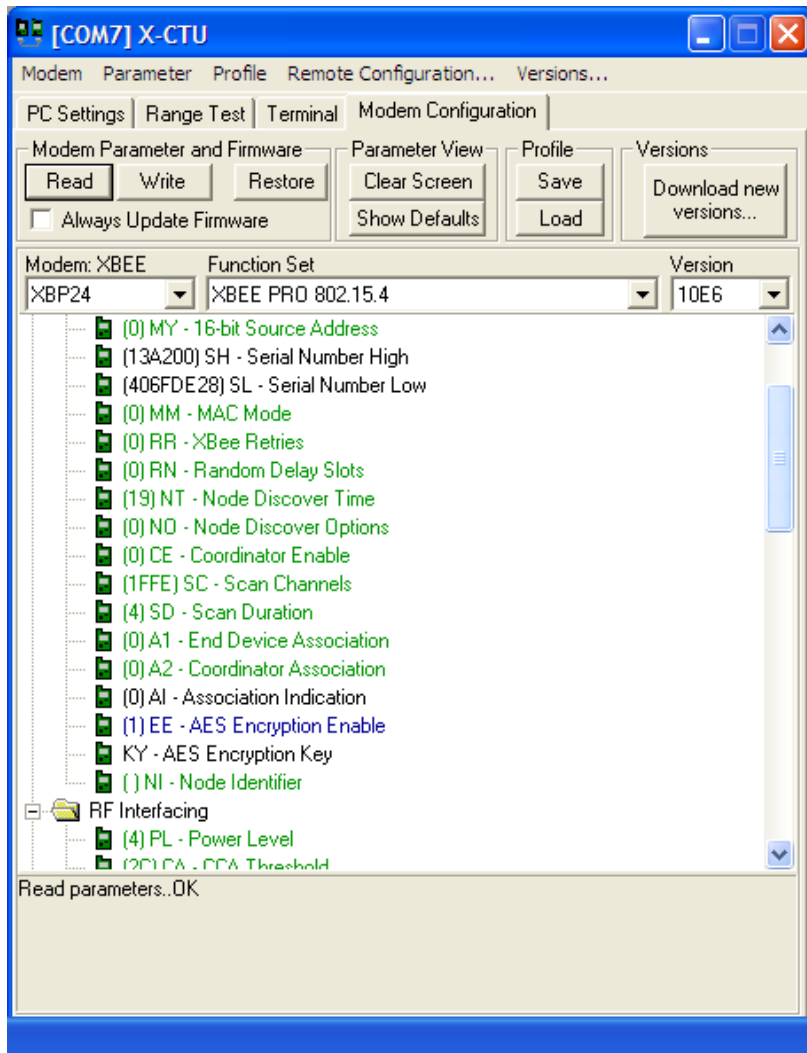 [COM7] X-CTU
Modem Parameter Profile Remote Configuration... Versions...
PC Settings Range Test Terminal Modem Configuration
Modem Parameter and Firmware Parameter View Profile Versions
Read Write Restore Clear Screen Save Download new versions...
Always Update Firmware Show Defaults Load
Modem: XBEE Function Set Version
XBP24 XBEE PRO 802.15.4 10E6
(0) MY - 16-bit Source Address
(13A200) SH - Serial Number High
(406FDE28) SL - Serial Number Low
(0) MM - MAC Mode
(0) RR - XBee Retries
(0) RN - Random Delay Slots
(19) NT - Node Discover Time
(0) NO - Node Discover Options
(0) CE - Coordinator Enable
(1FFE) SC - Scan Channels
(4) SD - Scan Duration
(0) A1 - End Device Association
(0) A2 - Coordinator Association
(0) AI - Association Indication
(1) EE - AES Encryption Enable
KY - AES Encryption Key
( ) NI - Node Identifier
RF Interfacing
(4) PL - Power Level
(2C) CA - CCA Threshold
Read parameters..OK